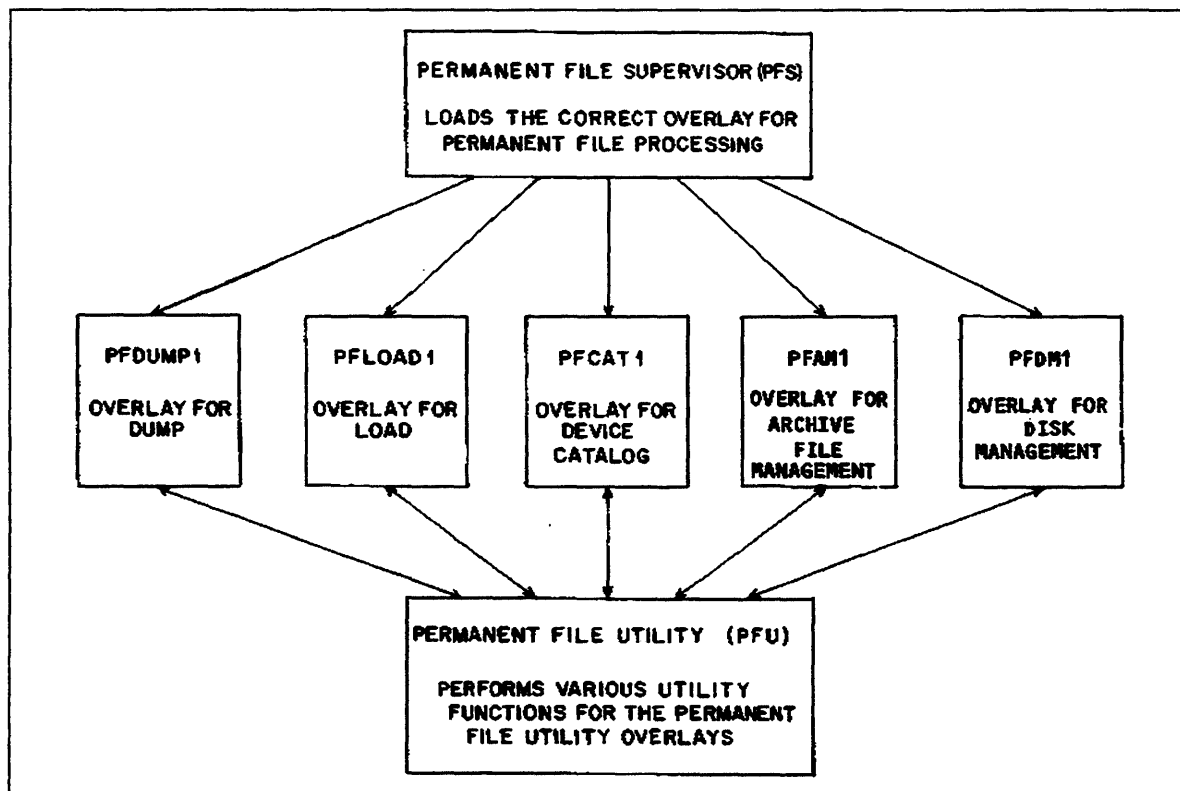 PERMANENT FILE SUPERVISOR (PFS)
LOADS THE CORRECT OVERLAY FOR
PERMANENT FILE PROCESSING
PFDUMP1
OVERLAY FOR
DUMP
PFLOAD1
OVERLAY FOR
LOAD
PFCAT1
OVERLAY FOR
DEVICE
CATALOG
PFAM1
OVERLAY FOR
ARCHIVE
FILE
MANAGEMENT
PFDM1
OVERLAY FOR
DISK
MANAGEMENT
PERMANENT FILE UTILITY (PFU)
PERFORMS VARIOUS UTILITY
FUNCTIONS FOR THE PERMANENT
FILE UTILITY OVERLAYS